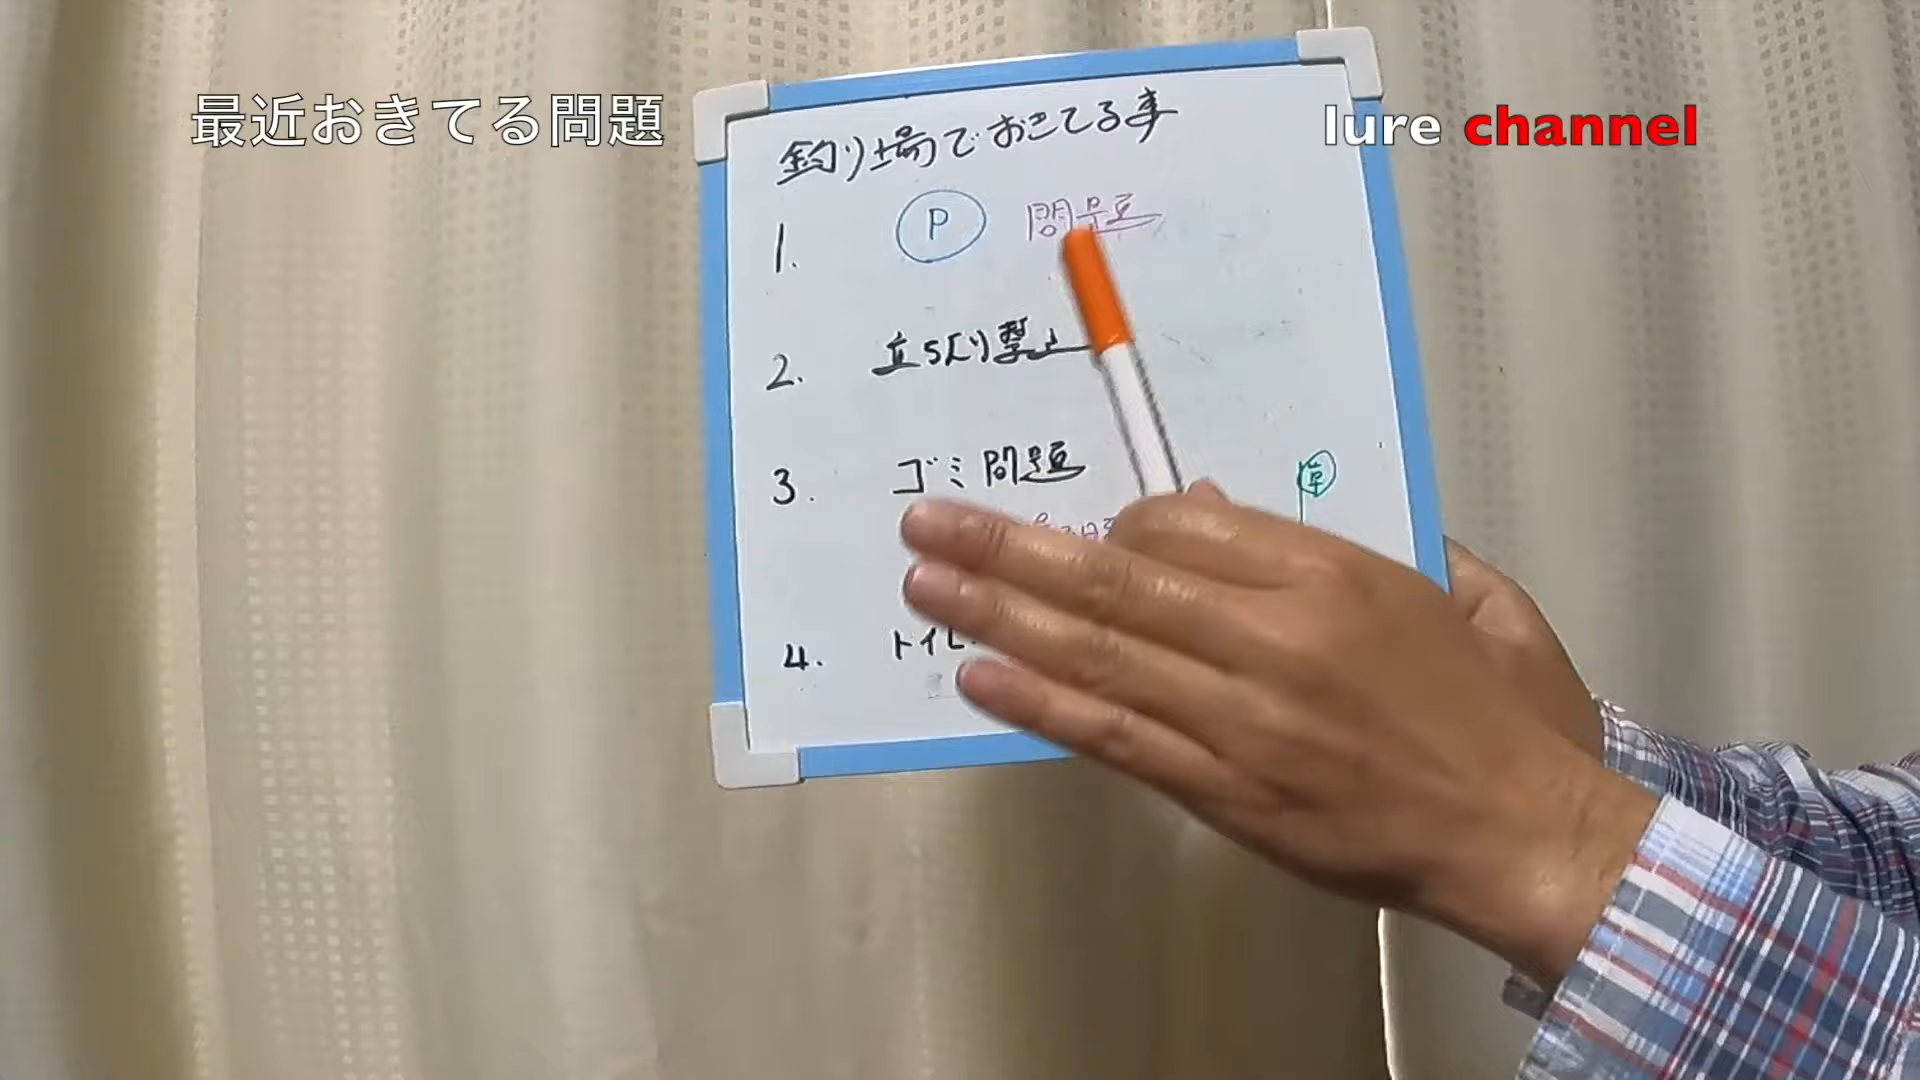 最近おきてる問題
lure channel
釣り場でおきてる事
1. P 問題
2. 立ち入り禁止
3. ゴミ問題
草
4. トイレ